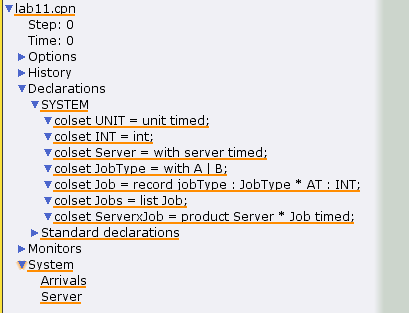 lab11.cpn
Step: 0
Time: 0
Options
History
Declarations
SYSTEM
colset UNIT = unit timed;
colset INT = int;
colset Server = with server timed;
colset JobType = with A | B;
colset Job = record jobType : JobType * AT : INT;
colset Jobs = list Job;
colset ServerxJob = product Server * Job timed;
Standard declarations
Monitors
System
Arrivals
Server